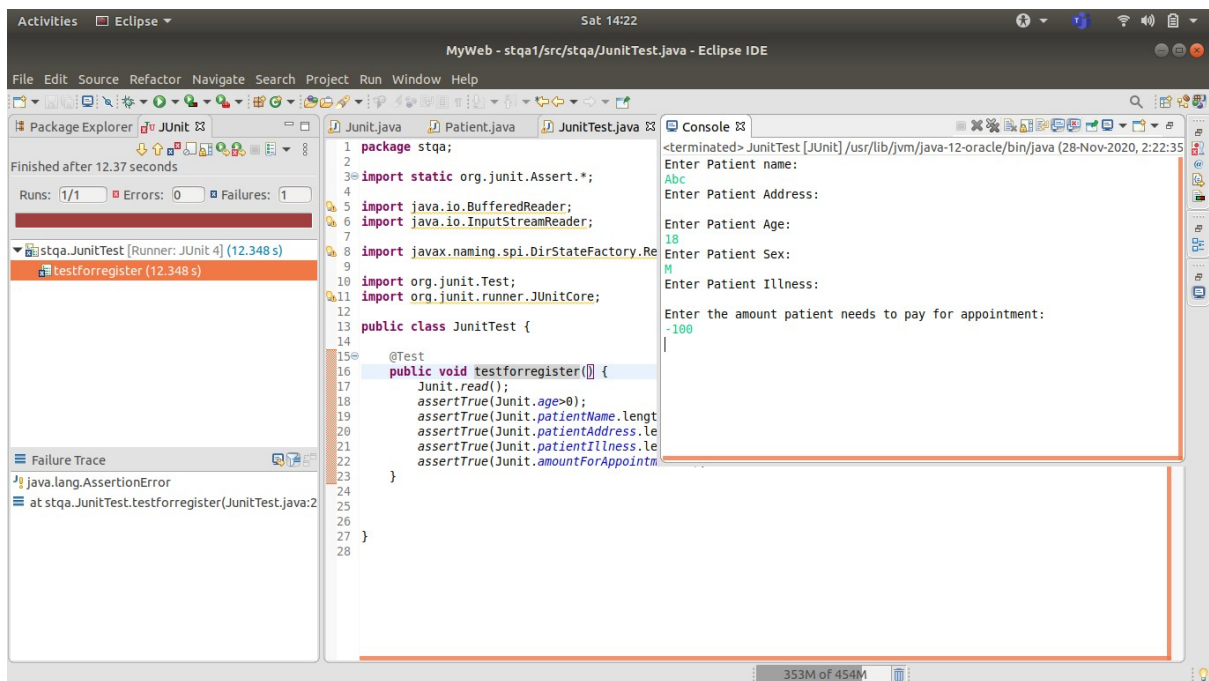 Activities Eclipse Sat 14:22
MyWeb - stqa1/src/stqa/JunitTest.java - Eclipse IDE
File Edit Source Refactor Navigate Search Project Run Window Help
Package Explorer JUnit
Finished after 12.37 seconds
Runs: 1/1 Errors: 0 Failures: 1
stqa.JunitTest [Runner: JUnit 4] (12.348 s)
testforregister (12.348 s)
Failure Trace
java.lang.AssertionError
at stqa.JunitTest.testforregister(JunitTest.java:2
Junit.java Patient.java JunitTest.java
1 package stqa;
2
3 import static org.junit.Assert.*;
4
5 import java.io.BufferedReader;
6 import java.io.InputStreamReader;
7
8 import javax.naming.spi.DirStateFactory.Re
9
10 import org.junit.Test;
11 import org.junit.runner.JUnitCore;
12
13 public class JunitTest {
14
15 @Test
16 public void testforregister() {
17 Junit.read();
18 assertTrue(Junit.age>0);
19 assertTrue(Junit.patientName.lengt
20 assertTrue(Junit.patientAddress.le
21 assertTrue(Junit.patientIllness.le
22 assertTrue(Junit.amountForAppointm
23 }
24
25
26
27 }
28
Console
<terminated> JunitTest [JUnit] /usr/lib/jvm/java-12-oracle/bin/java (28-Nov-2020, 2:22:35
Enter Patient name:
Abc
Enter Patient Address:
Enter Patient Age:
18
Enter Patient Sex:
M
Enter Patient Illness:
Enter the amount patient needs to pay for appointment:
-100
353M of 454M